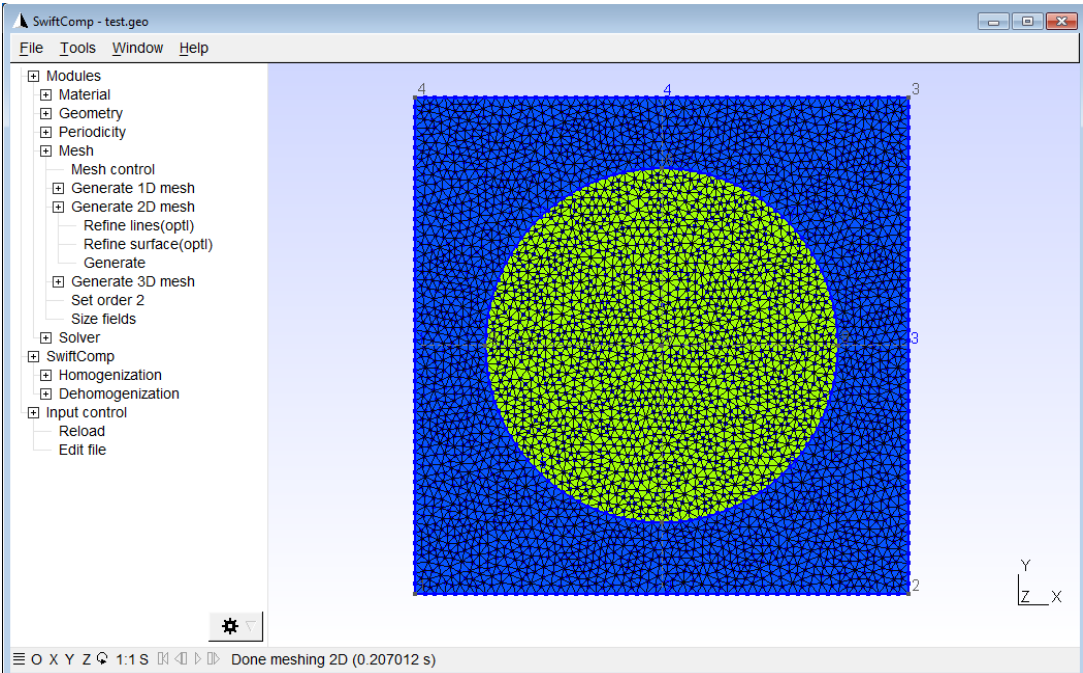 SwiftComp - test.geo
File Tools Window Help
Modules
Material
Geometry
Periodicity
Mesh
Mesh control
Generate 1D mesh
Generate 2D mesh
Refine lines(optl)
Refine surface(optl)
Generate
Generate 3D mesh
Set order 2
Size fields
Solver
SwiftComp
Homogenization
Dehomogenization
Input control
Reload
Edit file
4 4 3
3
2
Y
Z X
O X Y Z 1:1 S Done meshing 2D (0.207012 s)